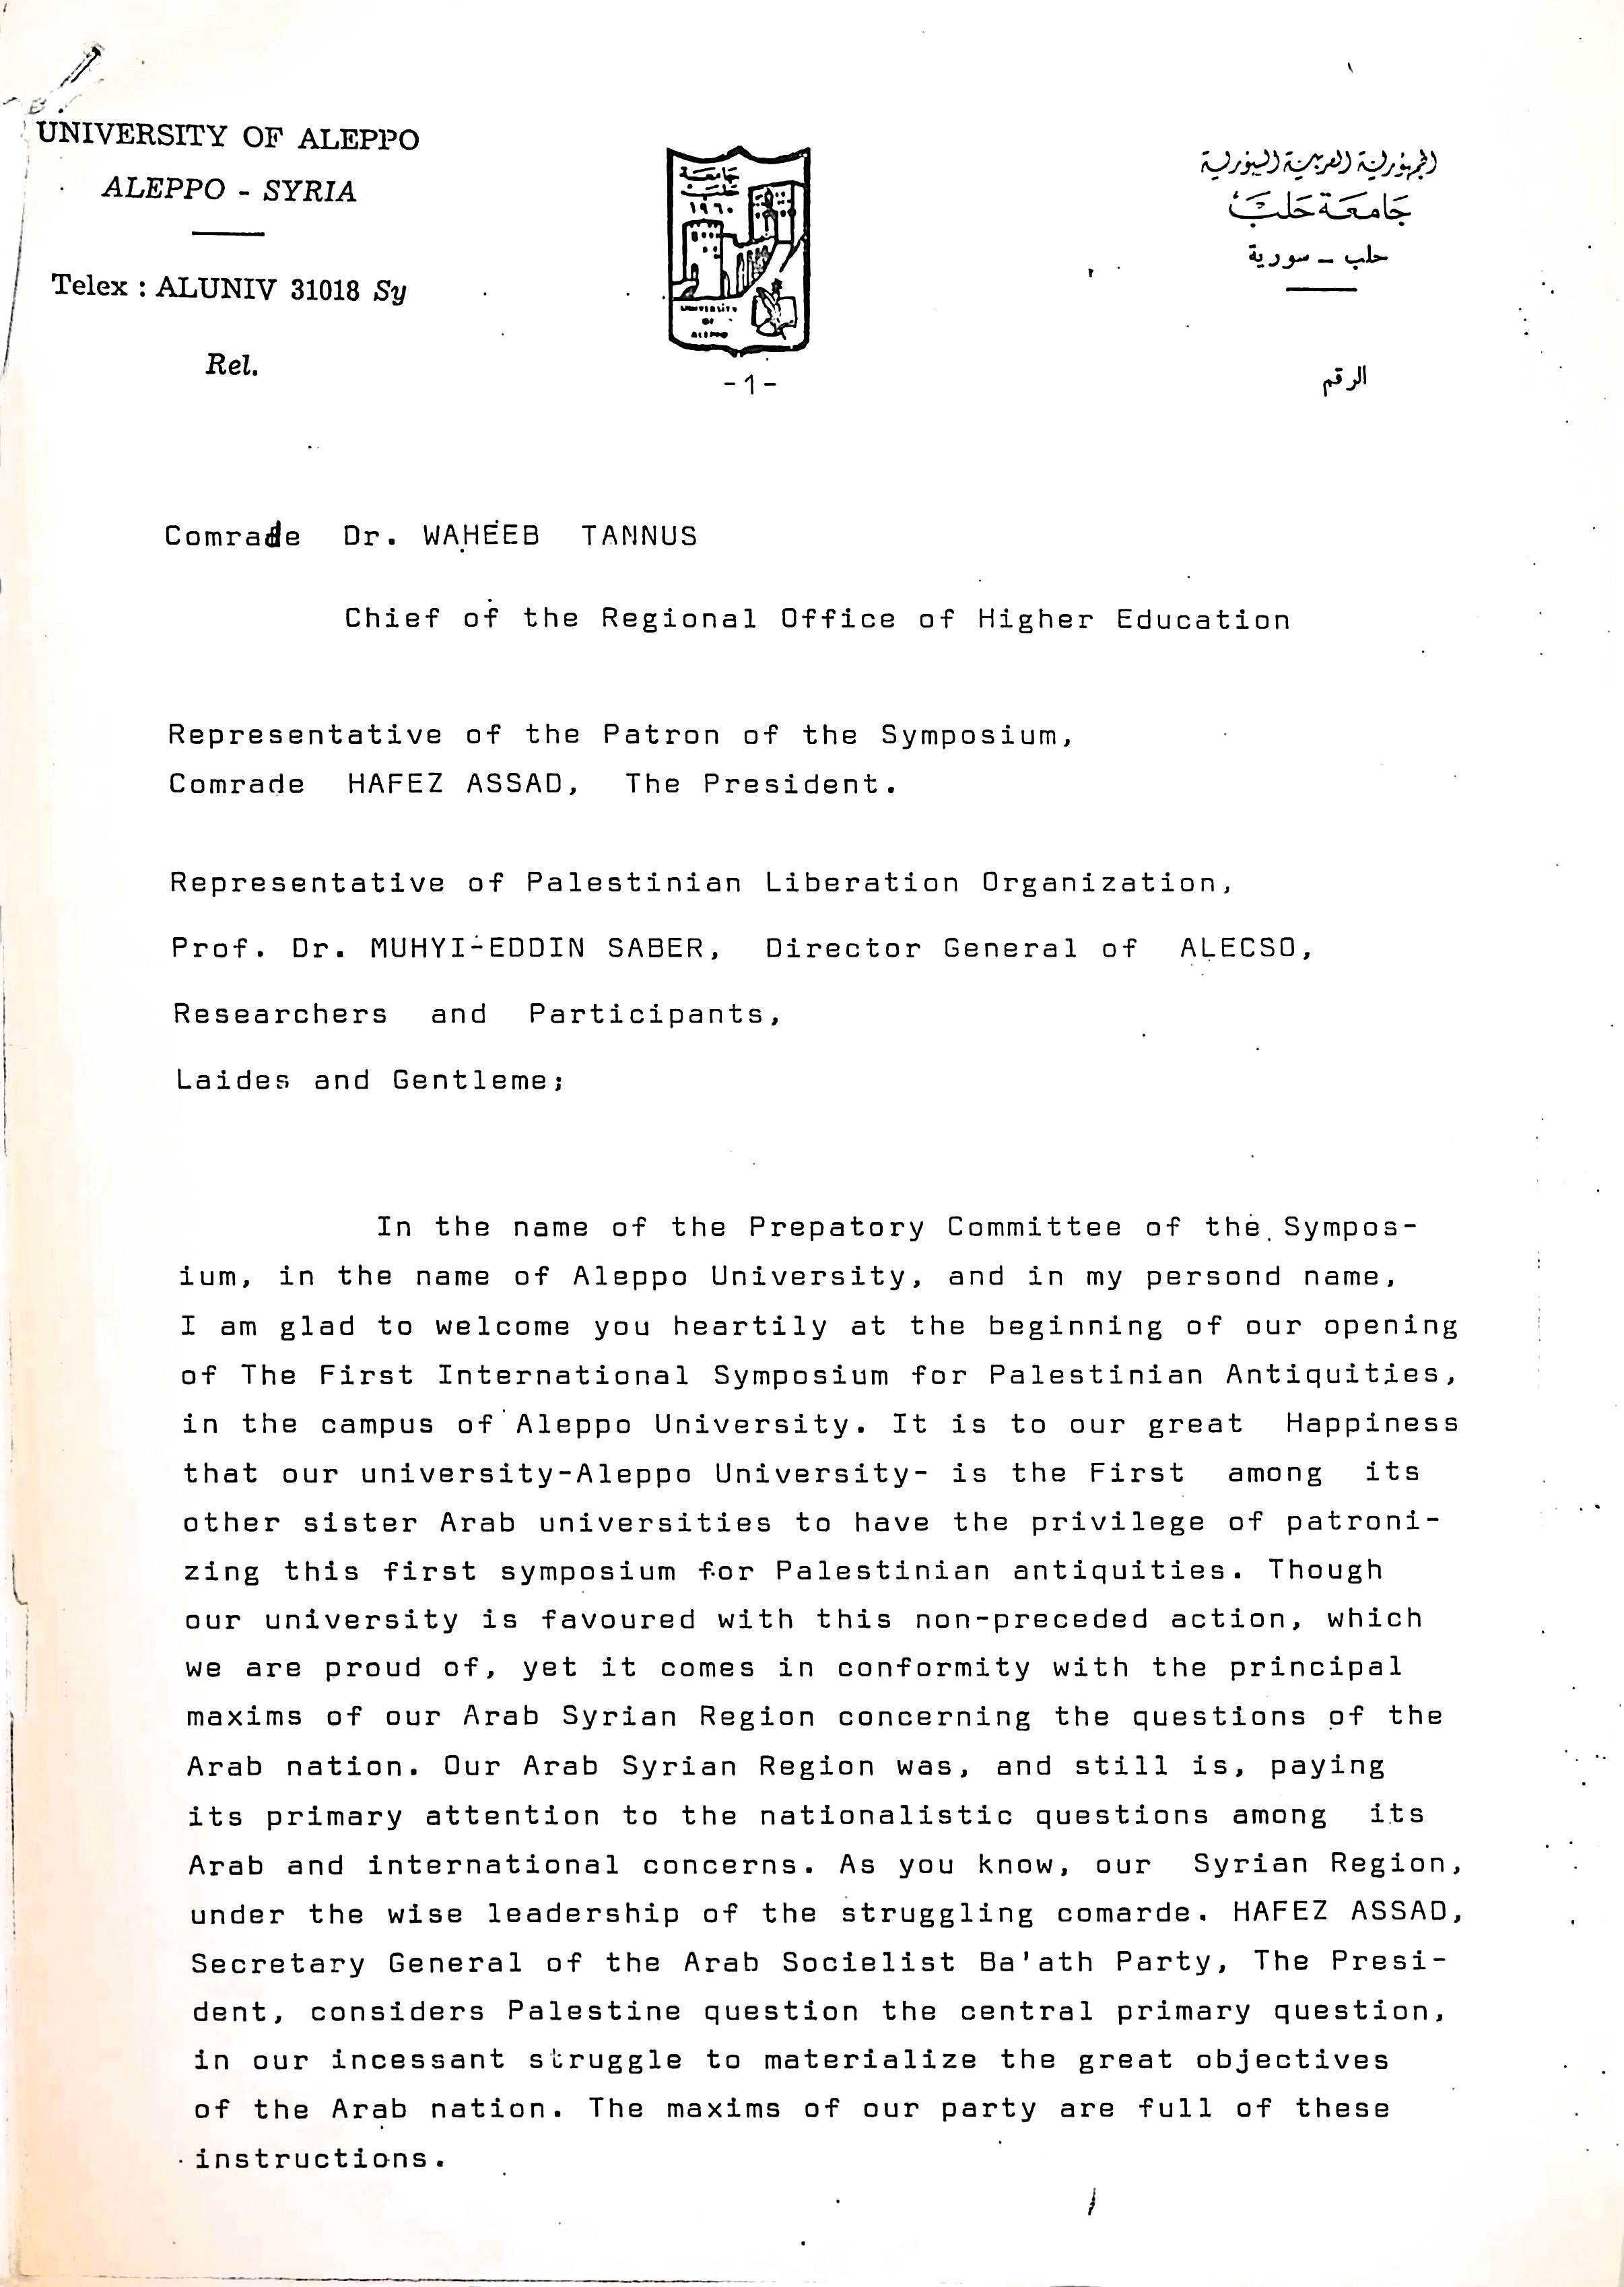 UNIVERSITY OF ALEPPO
ALEPPO - SYRIA
Telex : ALUNIV 31018 Sy
Rel.
جَامعَـة
حَلب
١٩٦٠
UNIVERSITY
OF
ALEPPO
-1-
الجمهورية العربية السورية
جَامعَة حَلبْ
حلب – سورية
الرقم
Comrade Dr. WAHEEB TANNUS
Chief of the Regional Office of Higher Education
Representative of the Patron of the Symposium,
Comrade HAFEZ ASSAD, The President.
Representative of Palestinian Liberation Organization,
Prof. Dr. MUHYI-EDDIN SABER, Director General of ALECSO,
Researchers and Participants,
Laides and Gentleme;
In the name of the Prepatory Committee of the Sympos-
ium, in the name of Aleppo University, and in my persond name,
I am glad to welcome you heartily at the beginning of our opening
of The First International Symposium for Palestinian Antiquities,
in the campus of Aleppo University. It is to our great Happiness
that our university-Aleppo University- is the First among its
other sister Arab universities to have the privilege of patroni-
zing this first symposium for Palestinian antiquities. Though
our university is favoured with this non-preceded action, which
we are proud of, yet it comes in conformity with the principal
maxims of our Arab Syrian Region concerning the questions of the
Arab nation. Our Arab Syrian Region was, and still is, paying
its primary attention to the nationalistic questions among its
Arab and international concerns. As you know, our Syrian Region,
under the wise leadership of the struggling comarde. HAFEZ ASSAD,
Secretary General of the Arab Socielist Ba'ath Party, The Presi-
dent, considers Palestine question the central primary question,
in our incessant struggle to materialize the great objectives
of the Arab nation. The maxims of our party are full of these
instructions.